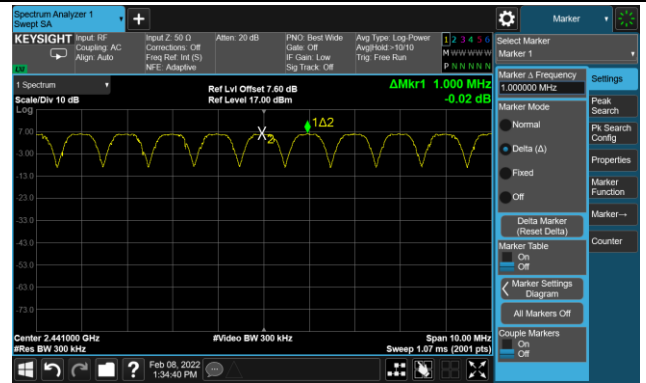 Spectrum Analyzer 1
Swept SA
Marker
KEYSIGHT
Input: RF
Coupling: AC
Align: Auto
Input Z: 50 Ω
Corrections: Off
Freq Ref: Int (S)
NFE: Adaptive
Atten: 20 dB
PNO: Best Wide
Gate: Off
IF Gain: Low
Sig Track: Off
Avg Type: Log-Power
Avg|Hold:>10/10
Trig: Free Run
1 2 3 4 5 6
M W W W W W
P N N N N N
Select Marker
Marker 1
1 Spectrum
Scale/Div 10 dB
Log
Ref Lvl Offset 7.60 dB
Ref Level 17.00 dBm
ΔMkr1 1.000 MHz
-0.02 dB
1Δ2
X2
7.00
-3.00
-13.0
-23.0
-33.0
-43.0
-53.0
-63.0
-73.0
Center 2.441000 GHz
#Res BW 300 kHz
#Video BW 300 kHz
Span 10.00 MHz
Sweep 1.07 ms (2001 pts)
Marker Δ Frequency
1.000000 MHz
Marker Mode
Normal
Delta (Δ)
Fixed
Off
Delta Marker
(Reset Delta)
Marker Table
On
Off
Marker Settings
Diagram
All Markers Off
Couple Markers
On
Off
Settings
Peak
Search
Pk Search
Config
Properties
Marker
Function
Marker→
Counter
Feb 08, 2022
1:34:40 PM